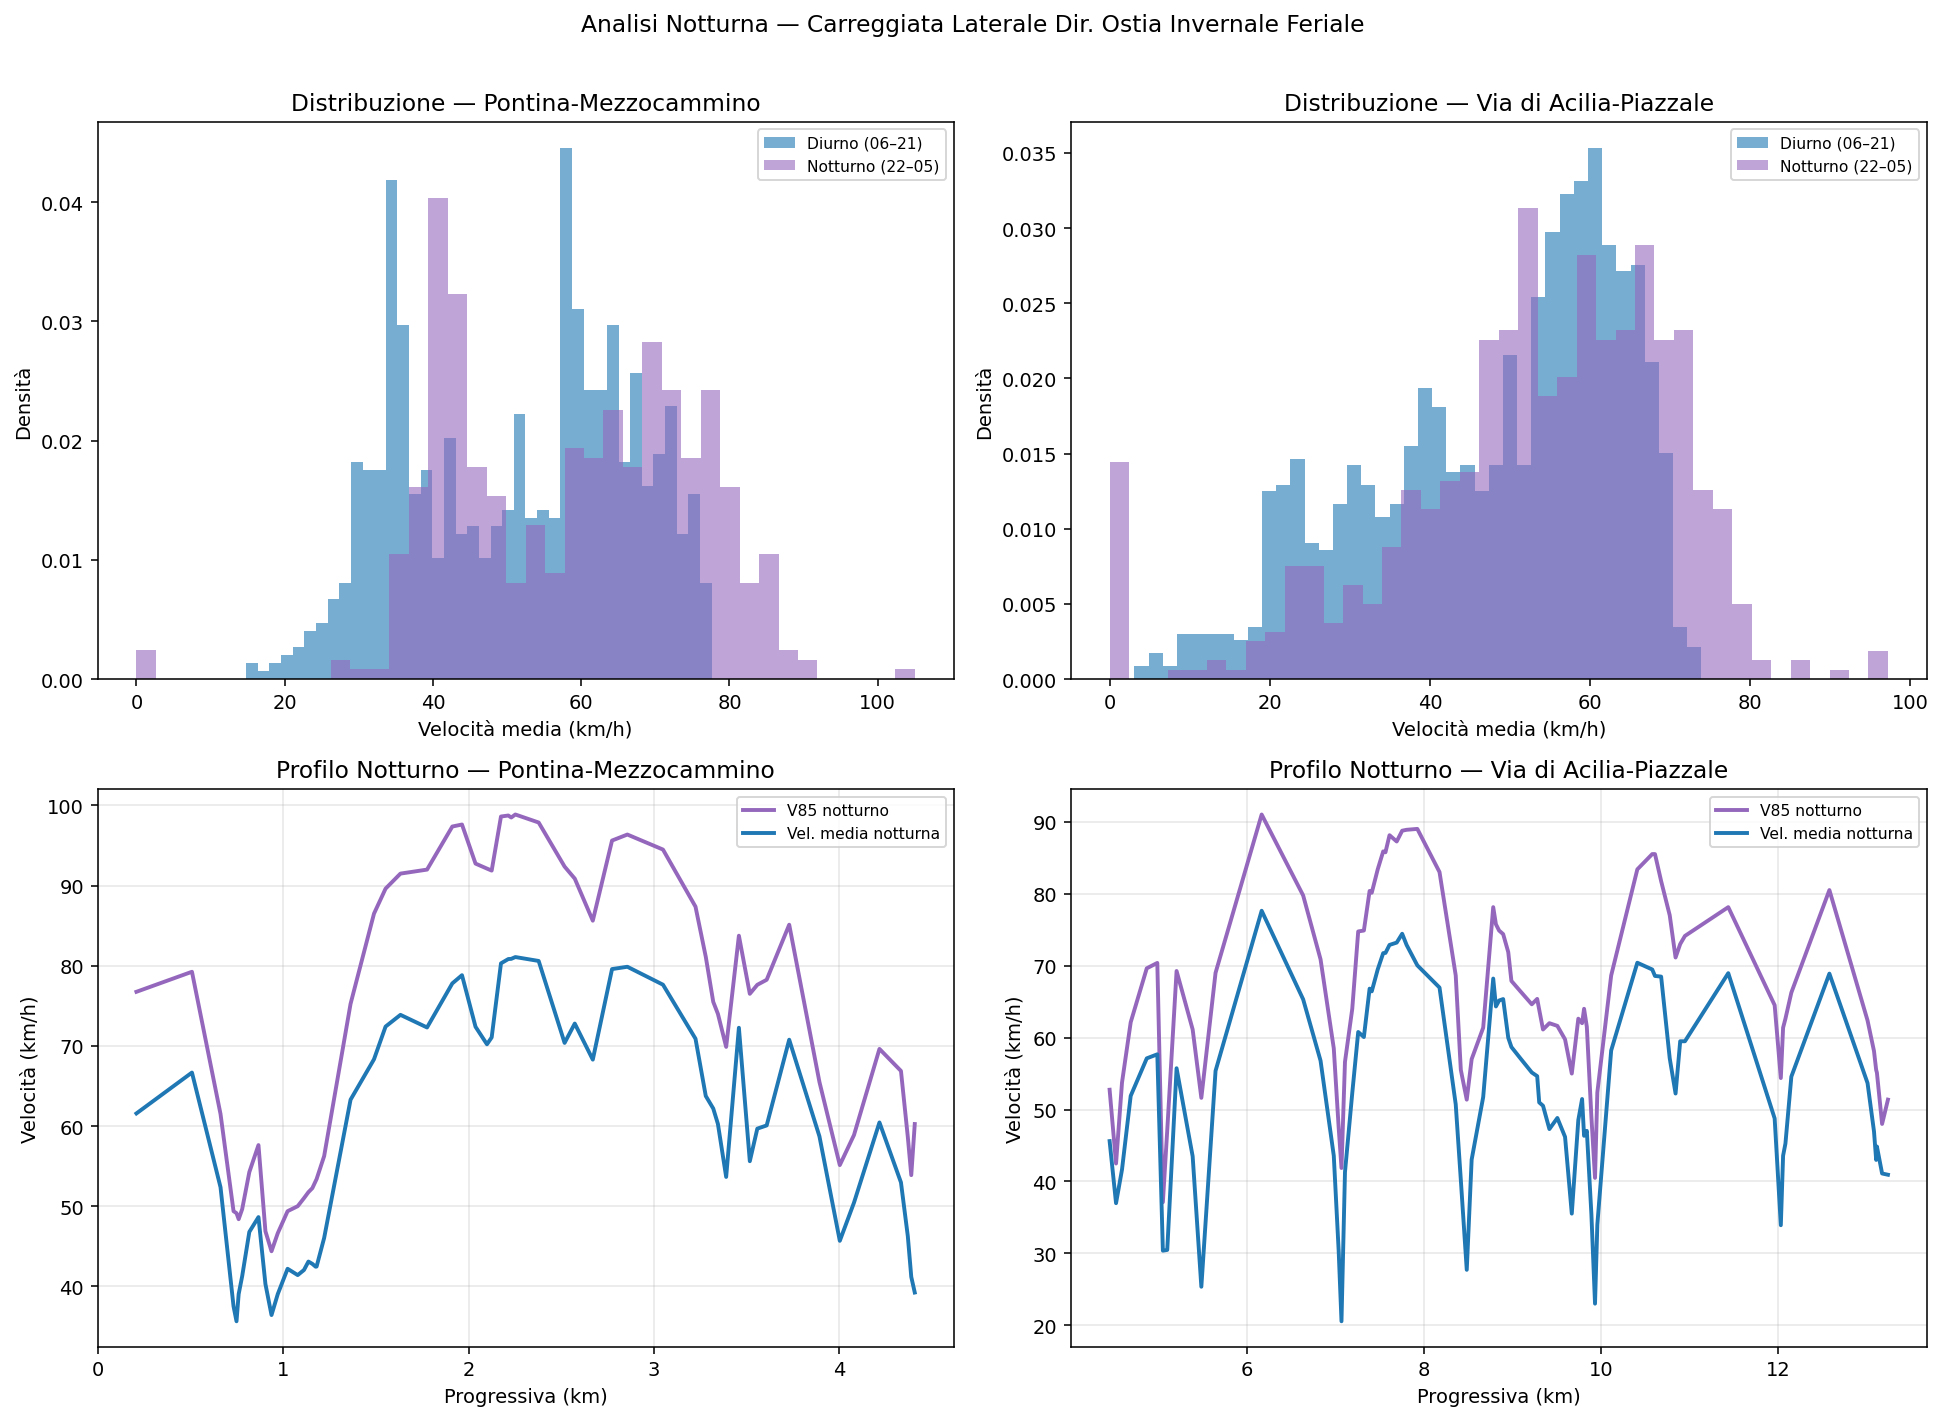 Analisi Notturna — Carreggiata Laterale Dir. Ostia Invernale Feriale
Distribuzione — Pontina-Mezzocammino
Diurno (06–21)
Notturno (22–05)
Densità
0.04
0.03
0.02
0.01
0.00
0 20 40 60 80 100
Velocità media (km/h)
Distribuzione — Via di Acilia-Piazzale
Diurno (06–21)
Notturno (22–05)
Densità
0.035
0.030
0.025
0.020
0.015
0.010
0.005
0.000
0 20 40 60 80 100
Velocità media (km/h)
Profilo Notturno — Pontina-Mezzocammino
V85 notturno
Vel. media notturna
Velocità (km/h)
100
90
80
70
60
50
40
0 1 2 3 4
Progressiva (km)
Profilo Notturno — Via di Acilia-Piazzale
V85 notturno
Vel. media notturna
Velocità (km/h)
90
80
70
60
50
40
30
20
6 8 10 12
Progressiva (km)